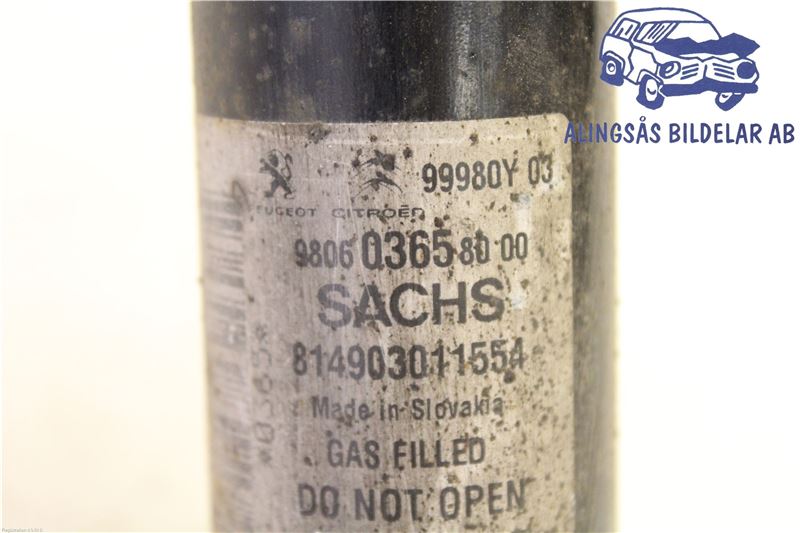 ALINGSÅS BILDELAR AB
99980Y 03
PEUGEOT CITROËN
9806 0365 80 00
SACHS
814903011554
Made in Slovakia
GAS FILLED
DO NOT OPEN